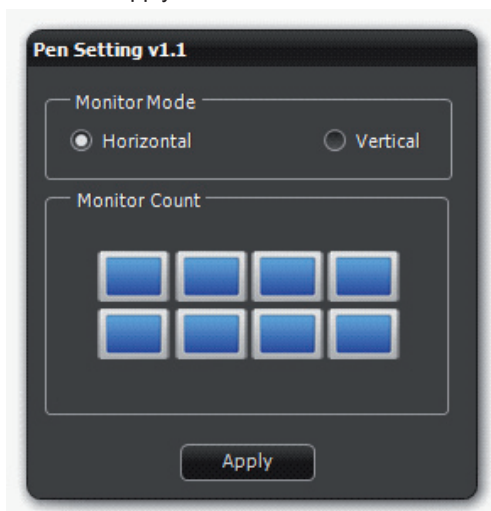 Pen Setting v1.1
Monitor Mode
Horizontal Vertical
Monitor Count
Apply